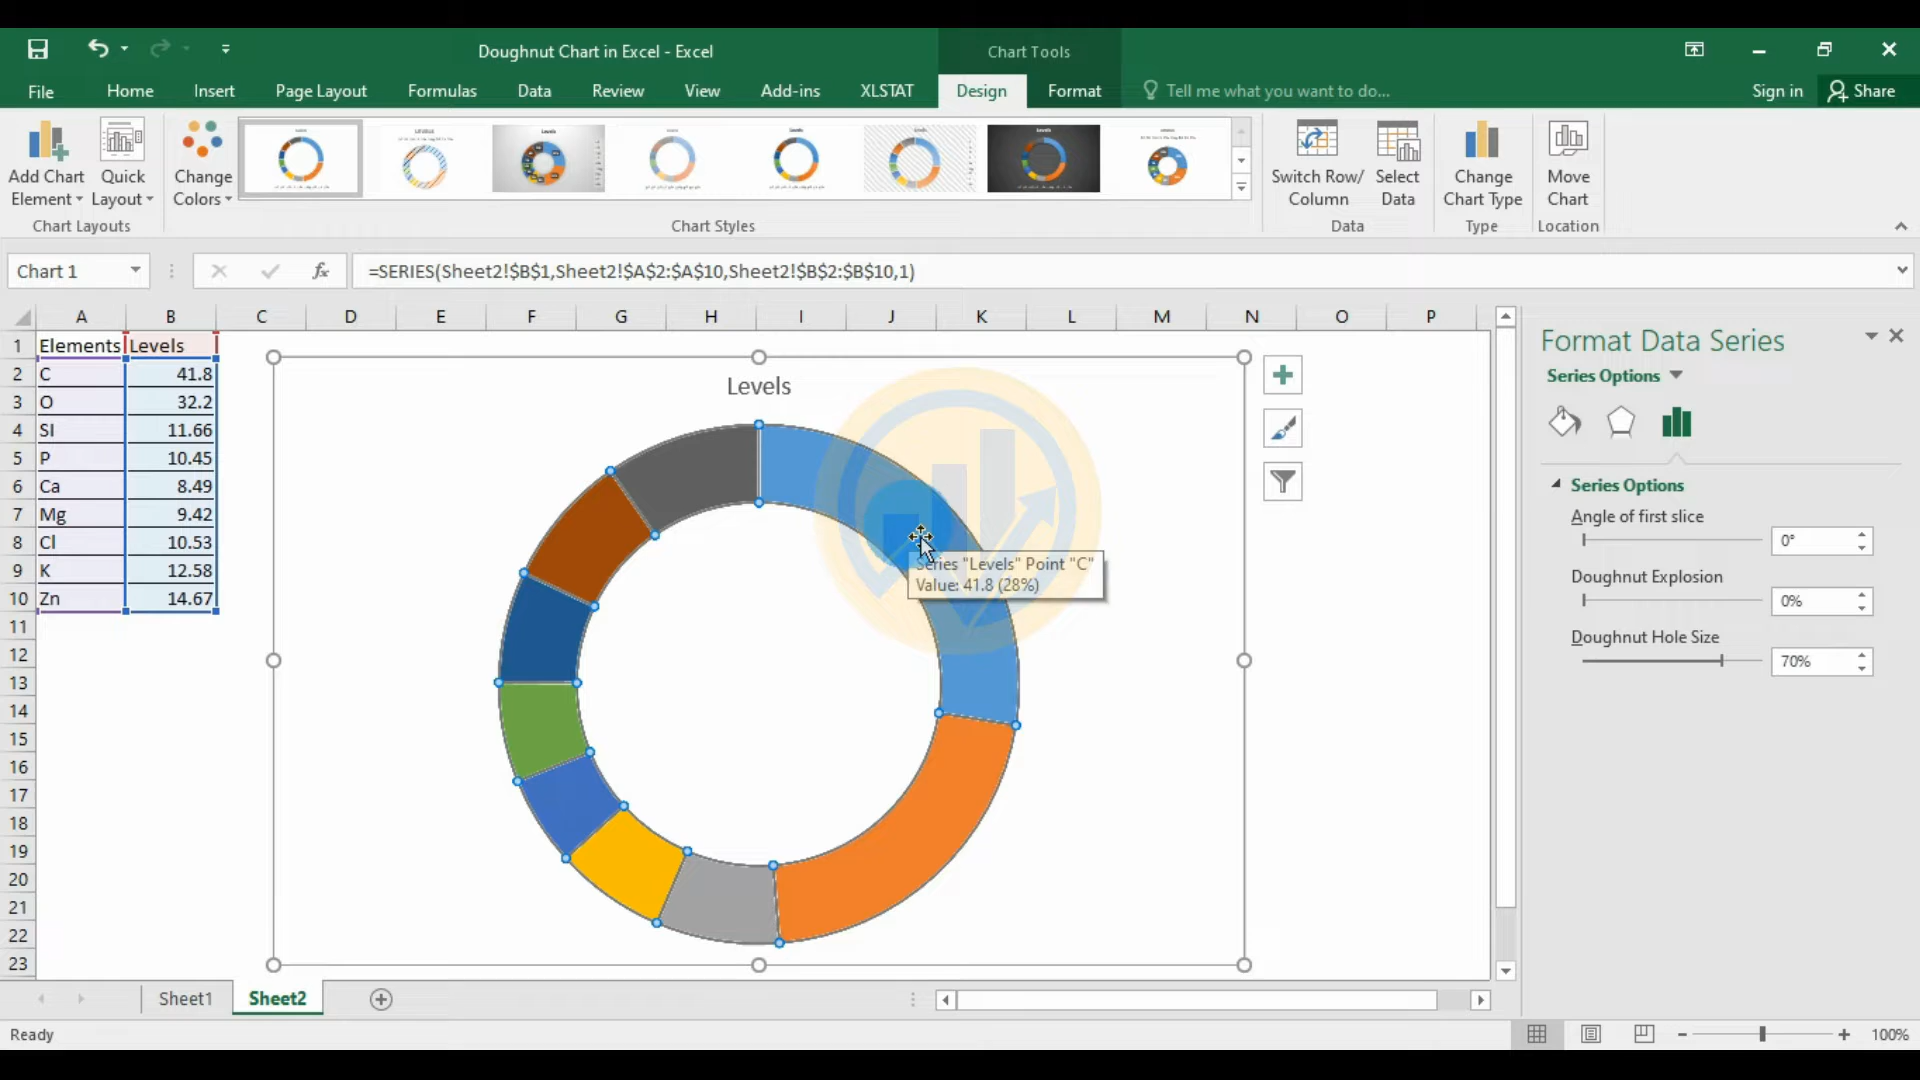 Doughnut Chart in Excel - Excel
Chart Tools
File Home Insert Page Layout Formulas Data Review View Add-ins XLSTAT Design Format Tell me what you want to do... Sign in Share
Add Chart Element
Quick Layout
Change Colors
Switch Row/ Column
Select Data
Change Chart Type
Move Chart
Chart Layouts
Chart Styles
Data
Type
Location
Chart 1
fx
=SERIES(Sheet2!$B$1,Sheet2!$A$2:$A$10,Sheet2!$B$2:$B$10,1)
A B C D E F G H I J K L M N O P
1 Elements Levels
2 C 41.8
3 O 32.2
4 SI 11.66
5 P 10.45
6 Ca 8.49
7 Mg 9.42
8 Cl 10.53
9 K 12.58
10 Zn 14.67
11
12
13
14
15
16
17
18
19
20
21
22
23
Levels
Series "Levels" Point "C"
Value: 41.8 (28%)
Format Data Series
Series Options
Series Options
Angle of first slice
0°
Doughnut Explosion
0%
Doughnut Hole Size
70%
Sheet1 Sheet2
Ready
100%